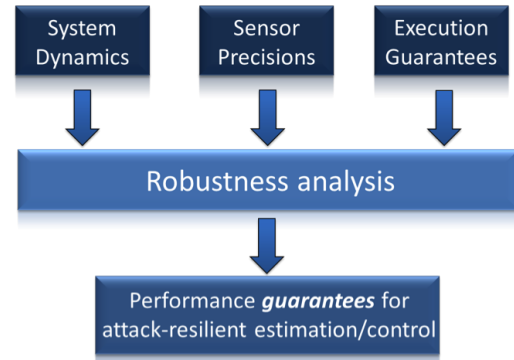 System
Dynamics
Sensor
Precisions
Execution
Guarantees
Robustness analysis
Performance guarantees for
attack-resilient estimation/control